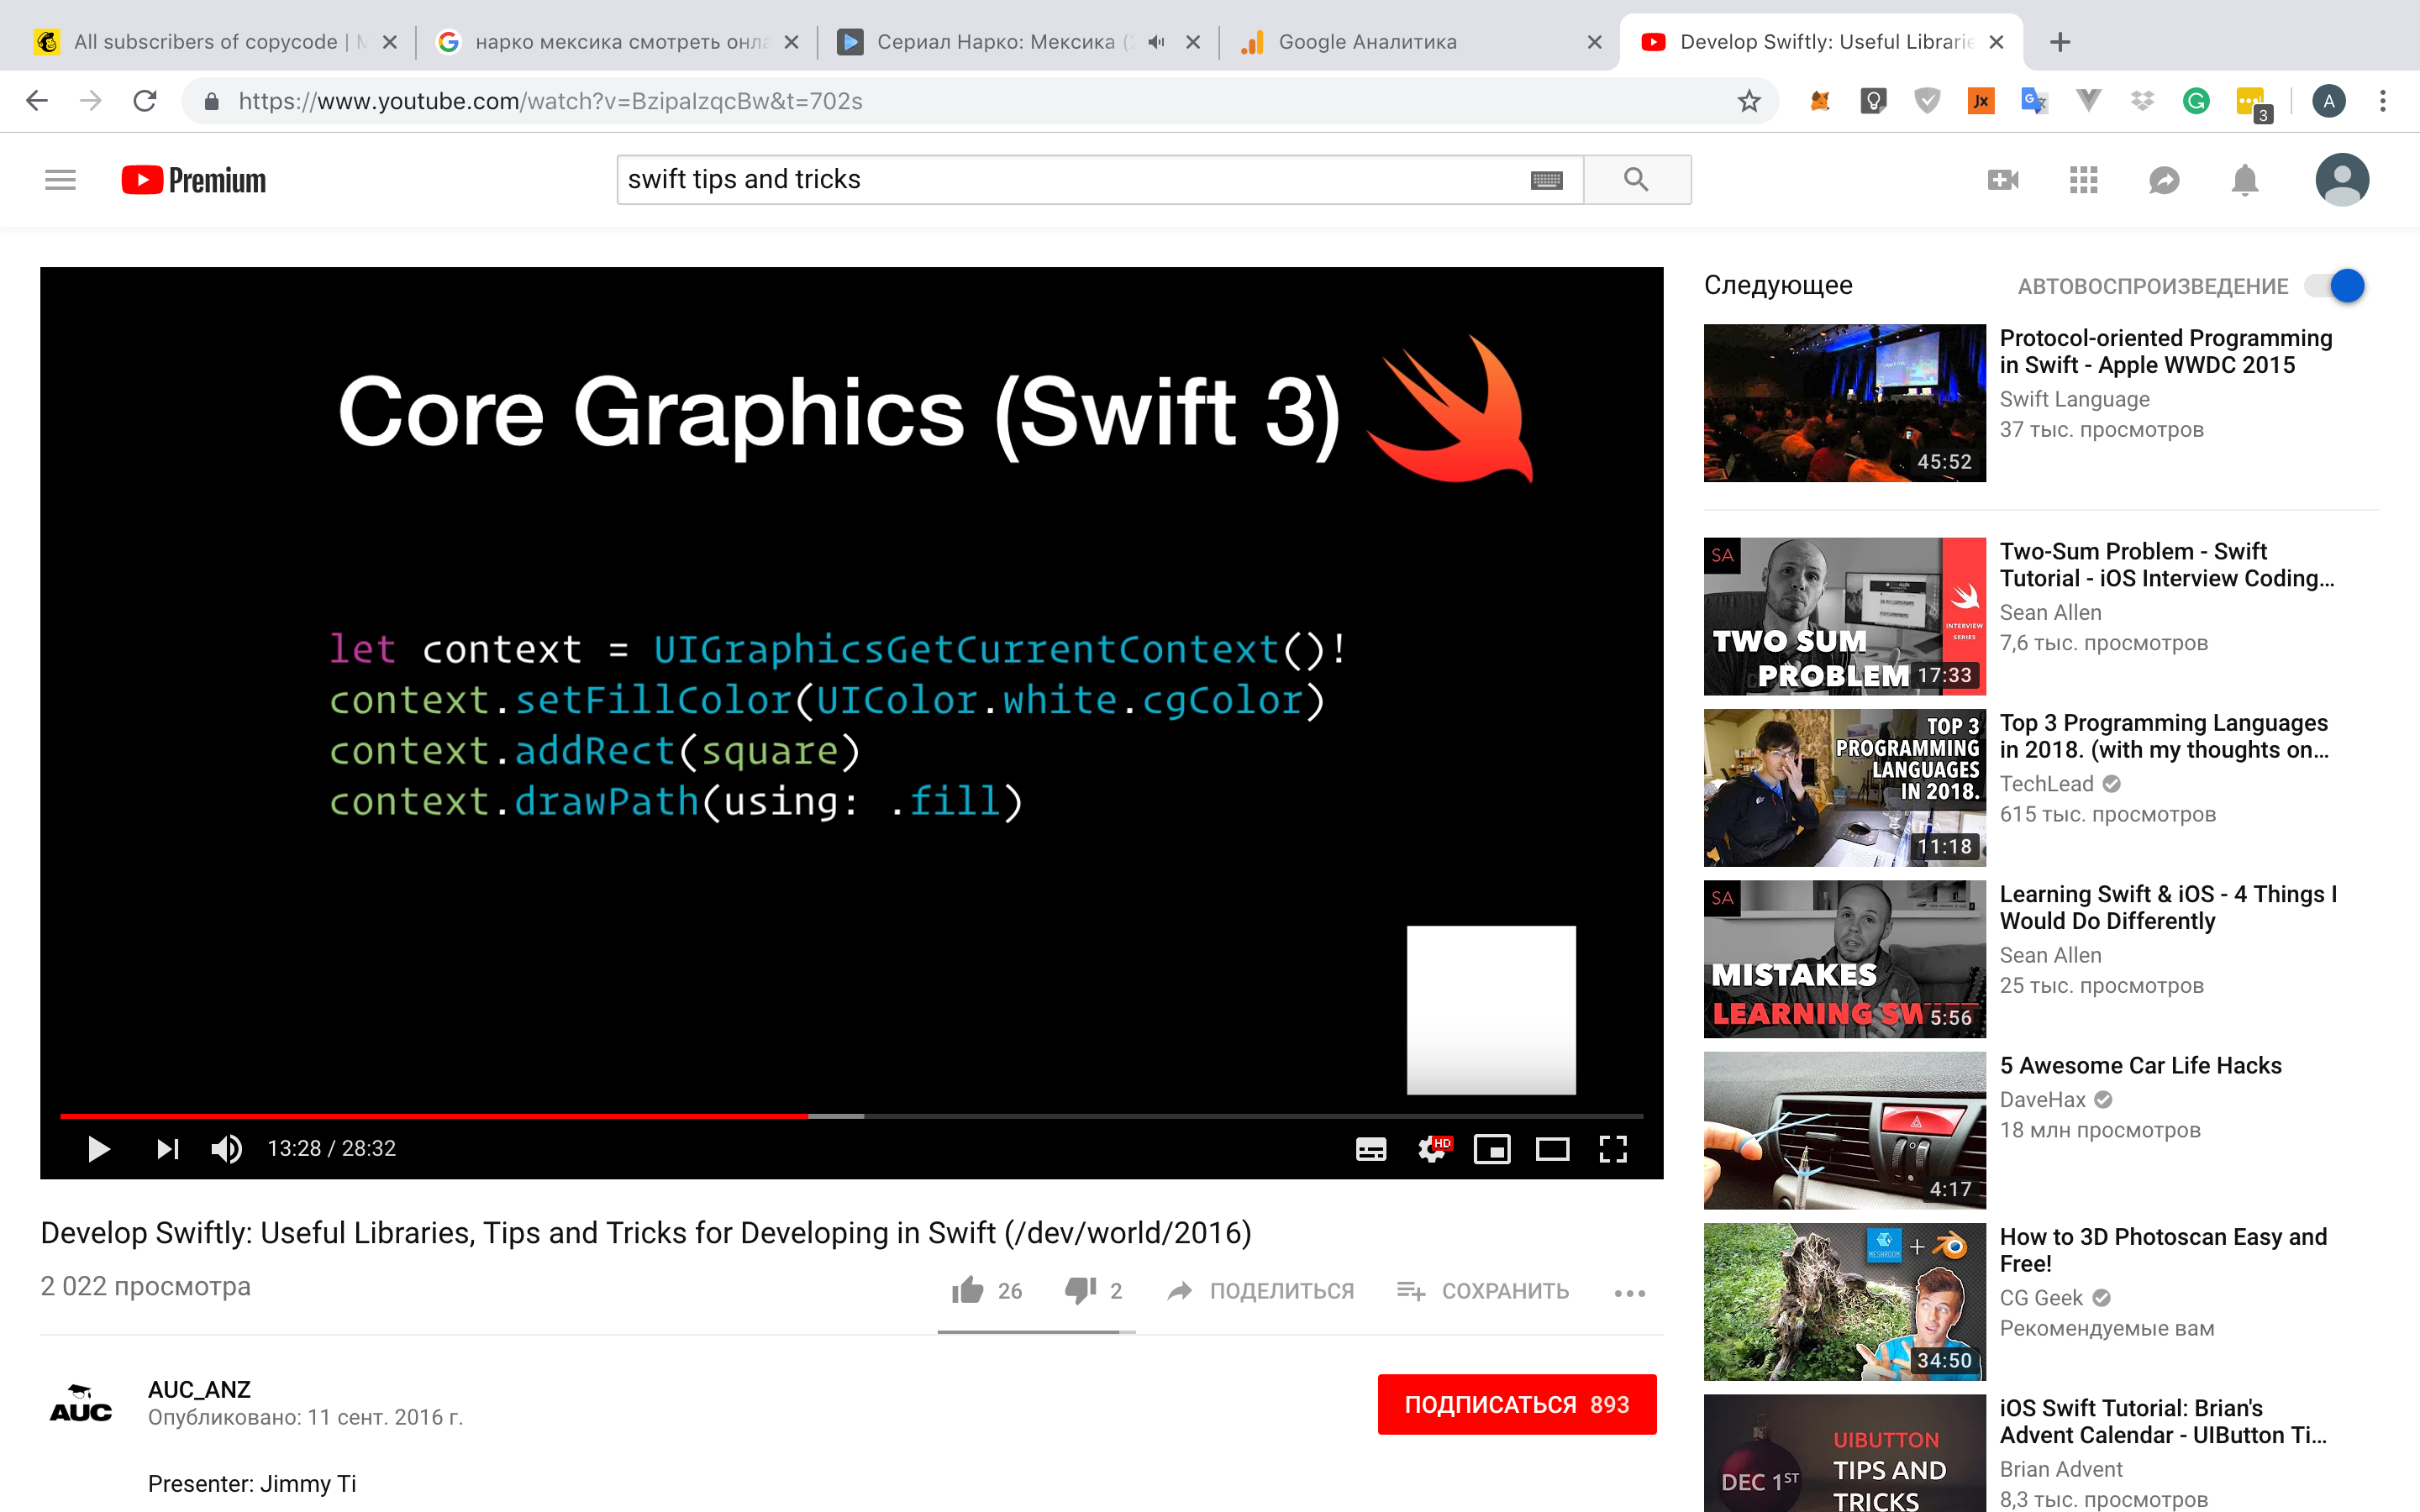 All subscribers of copycode |
нарко мексика смотреть онла
Сериал Нарко: Мексика (
Google Аналитика
Develop Swiftly: Useful Librarie
https://www.youtube.com/watch?v=BzipaIzqcBw&t=702s
Jx
G
3
A
Premium
swift tips and tricks
Core Graphics (Swift 3)
let context = UIGraphicsGetCurrentContext()!
context.setFillColor(UIColor.white.cgColor)
context.addRect(square)
context.drawPath(using: .fill)
13:28 / 28:32
HD
Develop Swiftly: Useful Libraries, Tips and Tricks for Developing in Swift (/dev/world/2016)
2 022 просмотра
26
2
ПОДЕЛИТЬСЯ
СОХРАНИТЬ
AUC
AUC_ANZ
Опубликовано: 11 сент. 2016 г.
ПОДПИСАТЬСЯ 893
Presenter: Jimmy Ti
Следующее
АВТОВОСПРОИЗВЕДЕНИЕ
45:52
Protocol-oriented Programming
in Swift - Apple WWDC 2015
Swift Language
37 тыс. просмотров
SA
INTERVIEW
SERIES
TWO SUM
PROBLEM
17:33
Two-Sum Problem - Swift
Tutorial - iOS Interview Coding...
Sean Allen
7,6 тыс. просмотров
TOP 3
PROGRAMMING
LANGUAGES
IN 2018.
11:18
Top 3 Programming Languages
in 2018. (with my thoughts on...
TechLead
615 тыс. просмотров
SA
MISTAKES
LEARNING
5:56
Learning Swift & iOS - 4 Things I
Would Do Differently
Sean Allen
25 тыс. просмотров
4:17
5 Awesome Car Life Hacks
DaveHax
18 млн просмотров
MESHROOM
+
34:50
How to 3D Photoscan Easy and
Free!
CG Geek
Рекомендуемые вам
DEC 1ST
UIBUTTON
TIPS AND
TRICKS
iOS Swift Tutorial: Brian's
Advent Calendar - UIButton Ti...
Brian Advent
8,3 тыс. просмотров